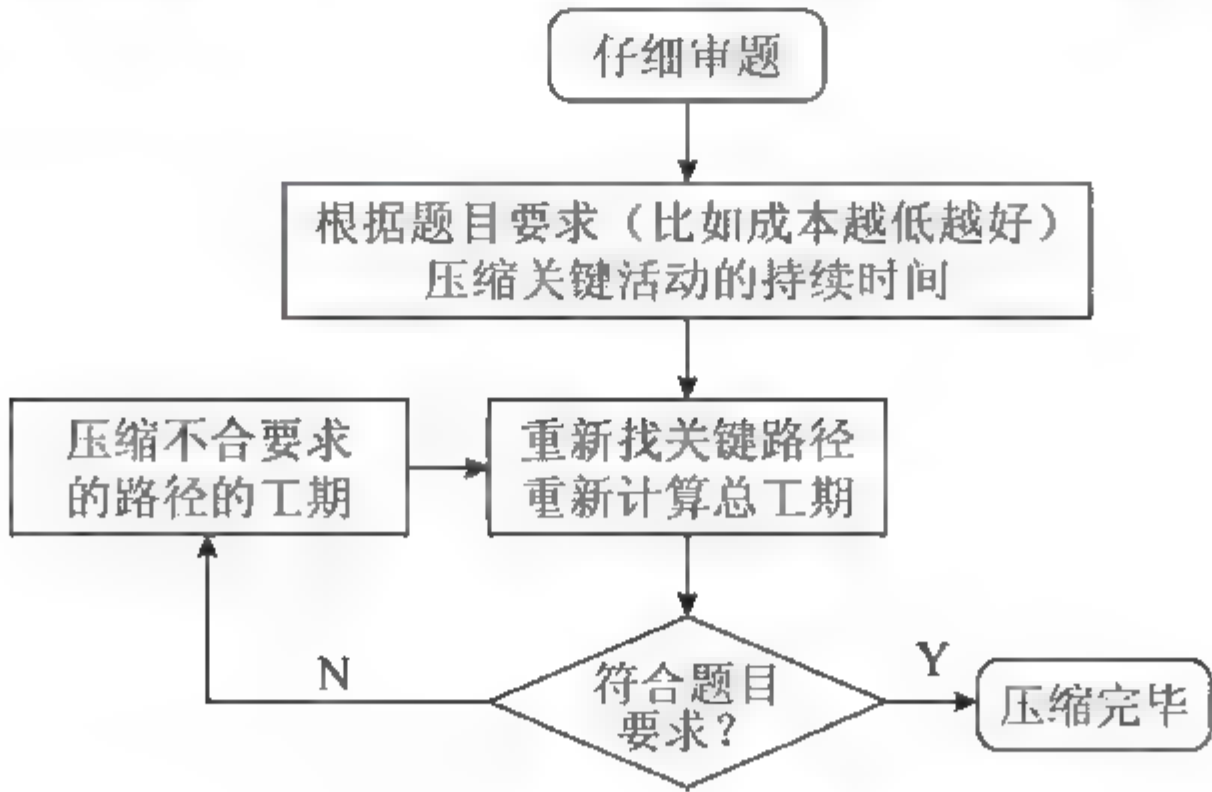 仔细审题
根据题目要求（比如成本越低越好）
压缩关键活动的持续时间
压缩不合要求
的路径的工期
重新找关键路径
重新计算总工期
N
符合题目
要求？
Y
压缩完毕